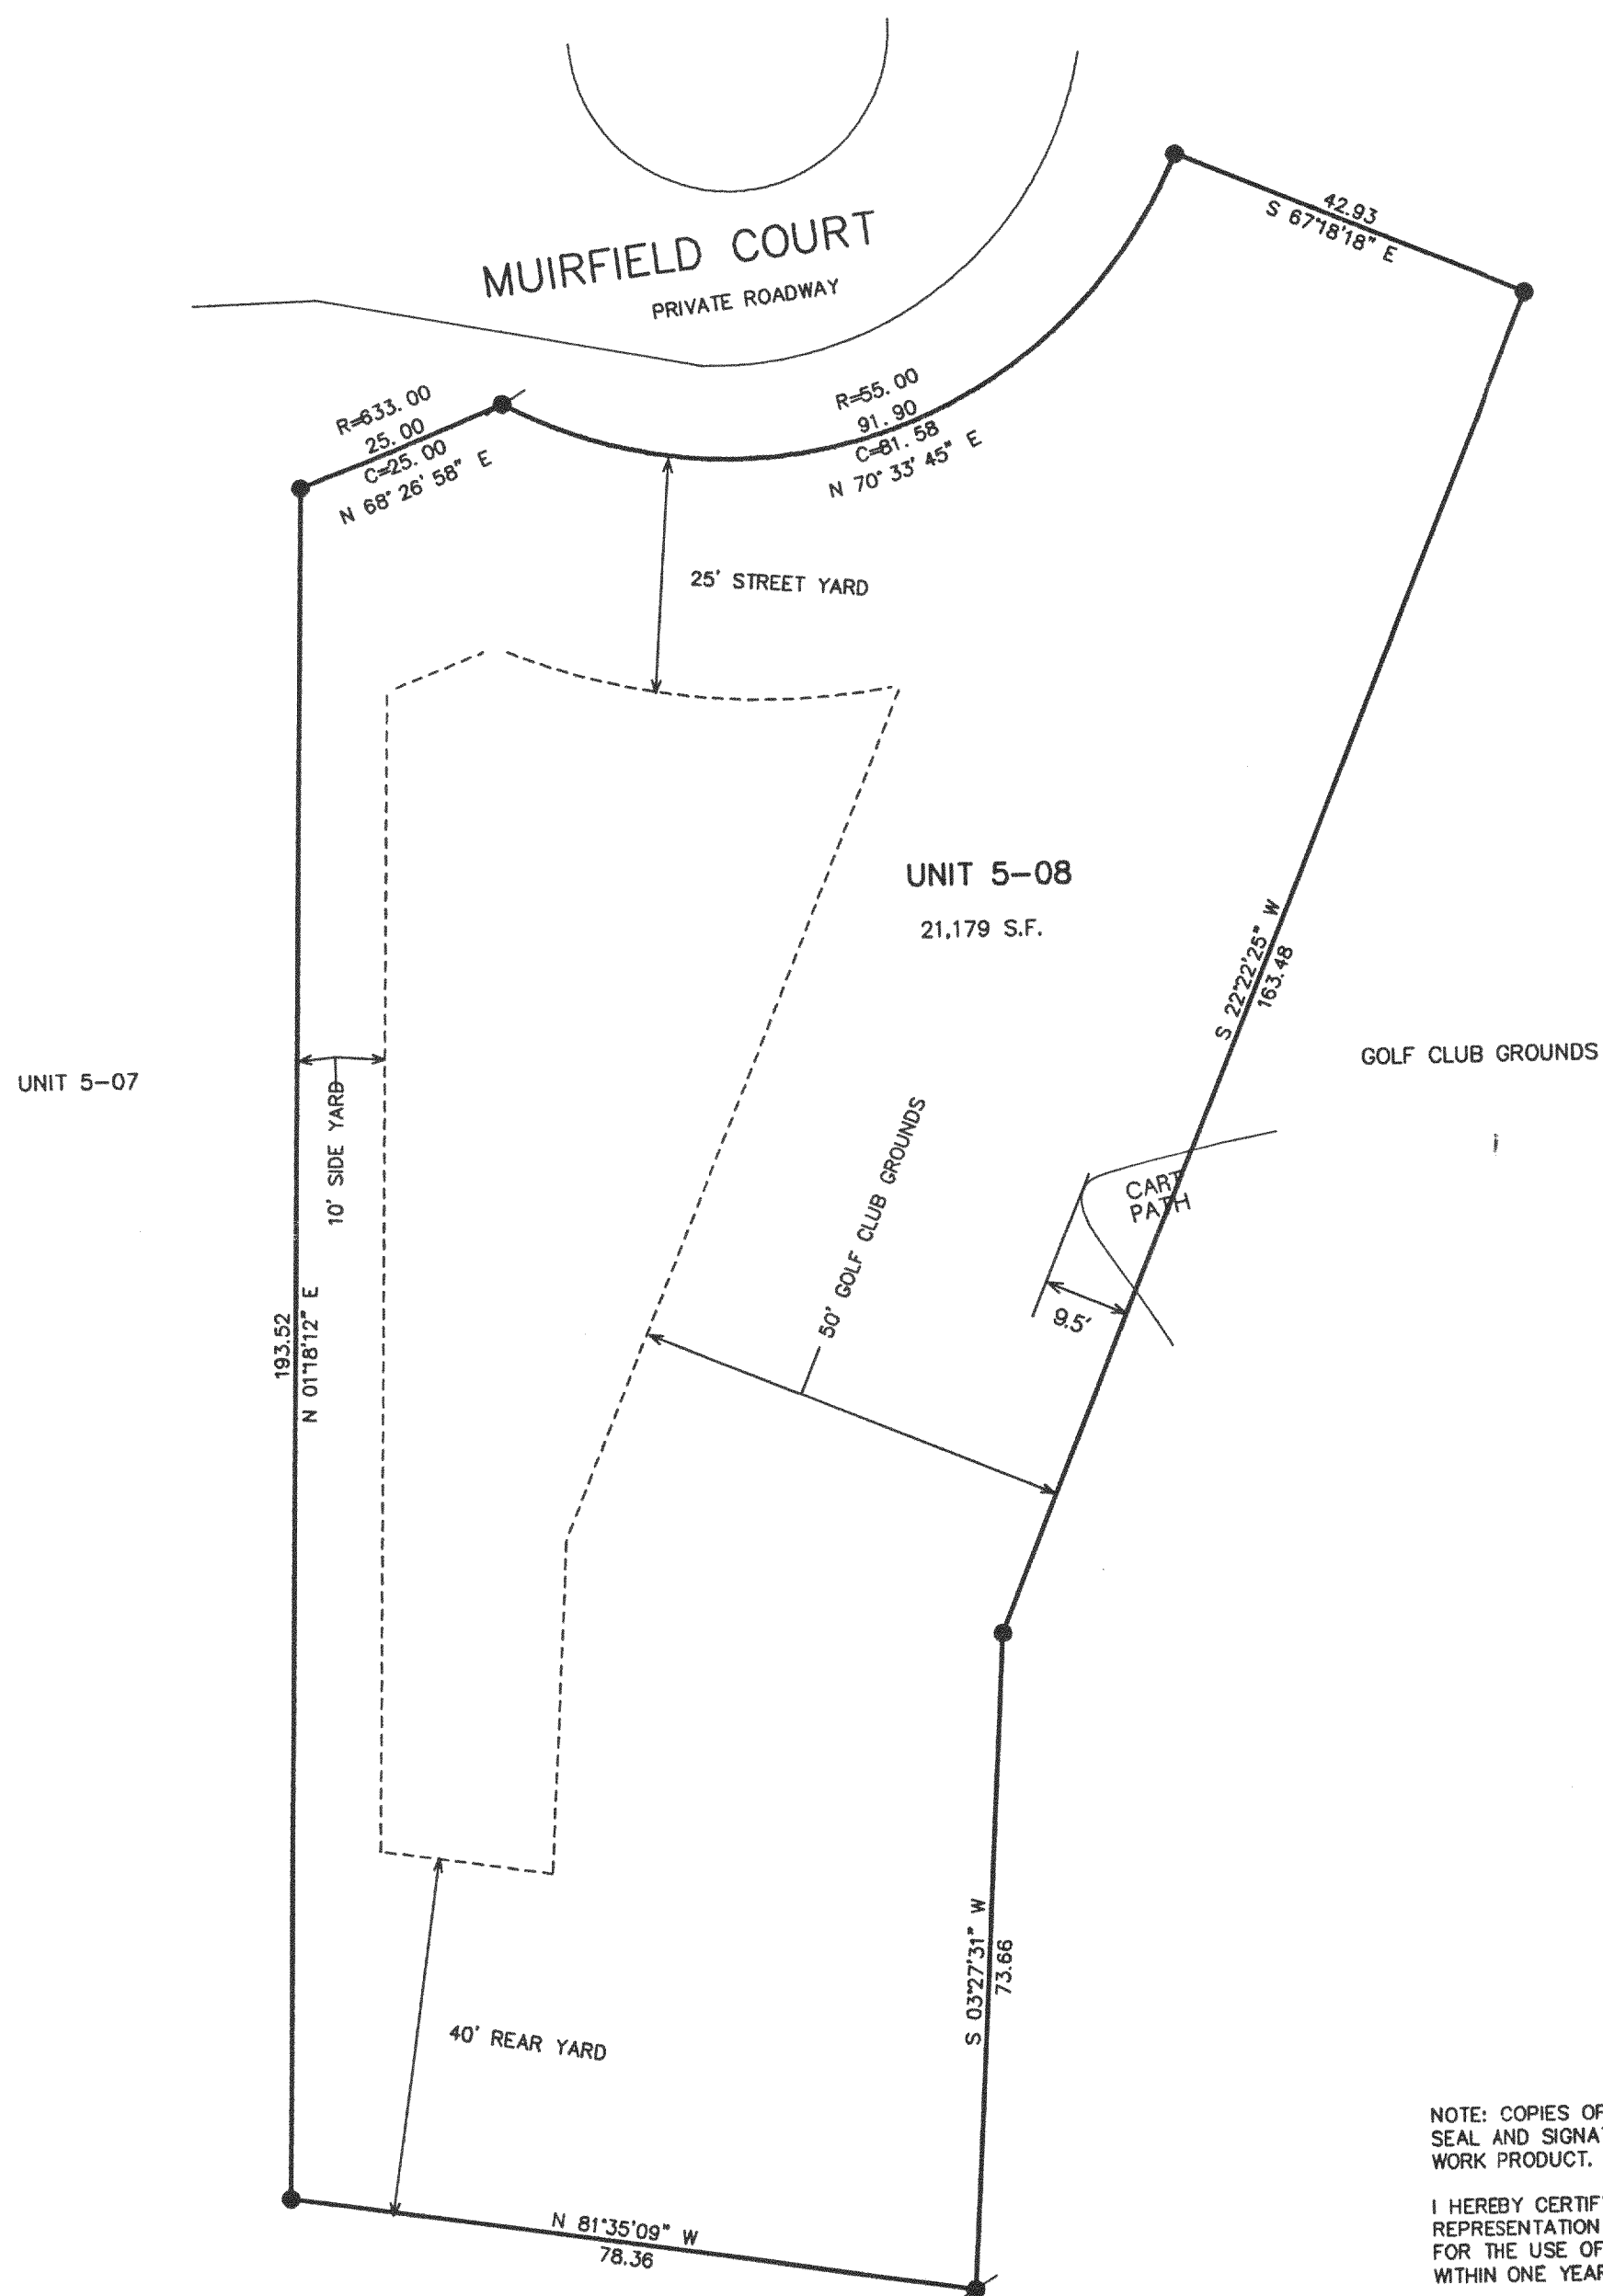 MUIRFIELD COURT
PRIVATE ROADWAY
42.93
S 67°18'18" E
R=633.00
25.00
C=25.00
N 68° 26' 58" E
R=55.00
91.90
C=81.58
N 70° 33' 45" E
25' STREET YARD
UNIT 5-08
21,179 S.F.
S 22°22'25" W
163.48
GOLF CLUB GROUNDS
UNIT 5-07
10' SIDE YARD
50' GOLF CLUB GROUNDS
CART
PATH
9.5'
193.52
N 01°18'12" E
S 03°27'31" W
73.66
40' REAR YARD
N 81°35'09" W
78.36
NOTE: COPIES OF
SEAL AND SIGNA
WORK PRODUCT.
I HEREBY CERTIF
REPRESENTATION
FOR THE USE OF
WITHIN ONE YEAR